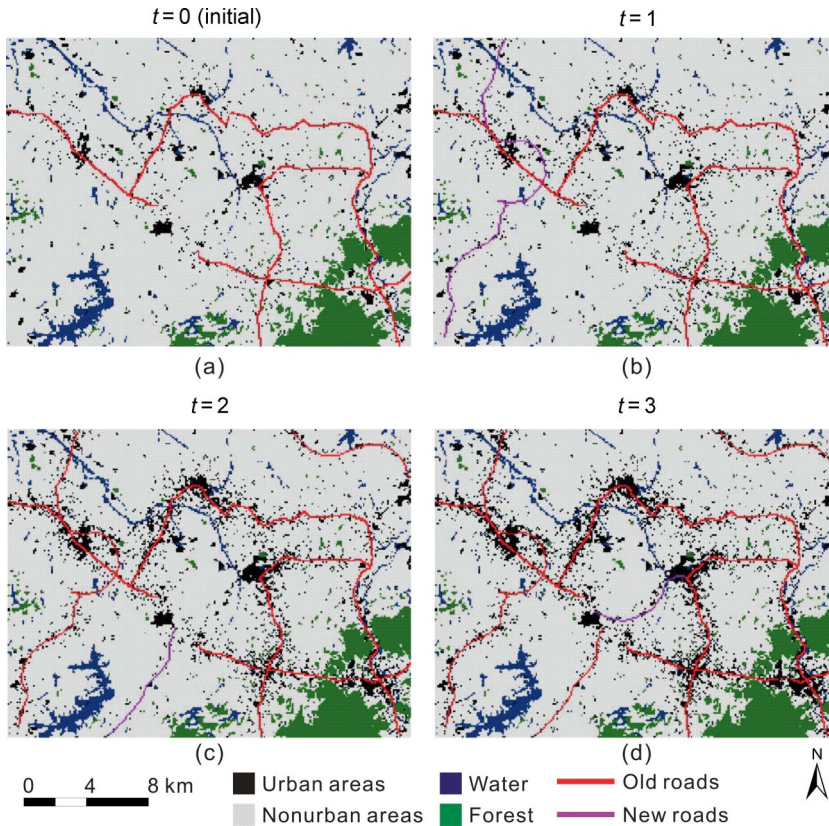 t=0 (initial)
t=1
(a)
(b)
t=2
t=3
(c)
(d)
0 4 8 km
Urban areas
Water
Old roads
Nonurban areas
Forest
New roads
N